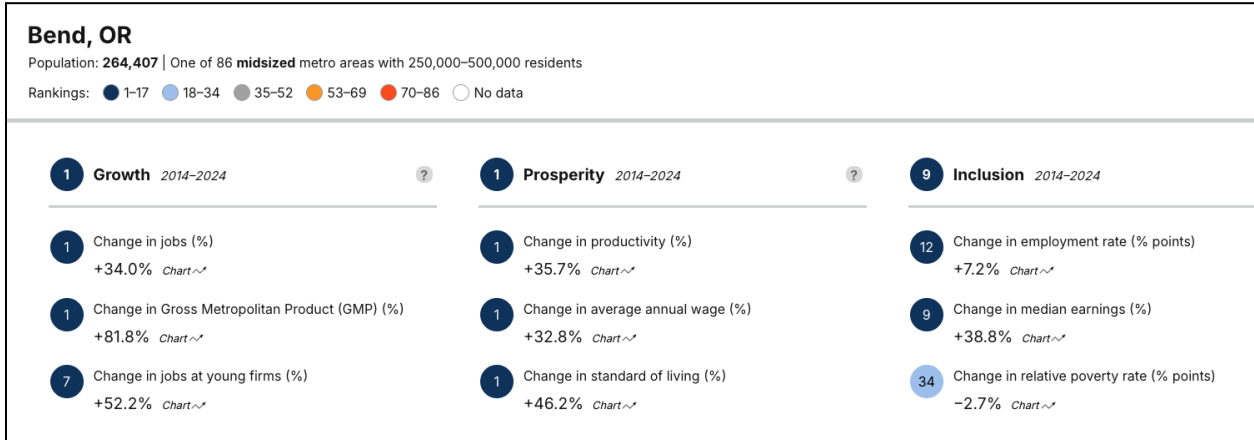 Bend, OR
Population: 264,407 | One of 86 midsized metro areas with 250,000–500,000 residents
Rankings: 1–17 18–34 35–52 53–69 70–86 No data
1 Growth 2014–2024 ?
1 Change in jobs (%)
+34.0% Chart
1 Change in Gross Metropolitan Product (GMP) (%)
+81.8% Chart
7 Change in jobs at young firms (%)
+52.2% Chart
1 Prosperity 2014–2024 ?
1 Change in productivity (%)
+35.7% Chart
1 Change in average annual wage (%)
+32.8% Chart
1 Change in standard of living (%)
+46.2% Chart
9 Inclusion 2014–2024
12 Change in employment rate (% points)
+7.2% Chart
9 Change in median earnings (%)
+38.8% Chart
34 Change in relative poverty rate (% points)
−2.7% Chart